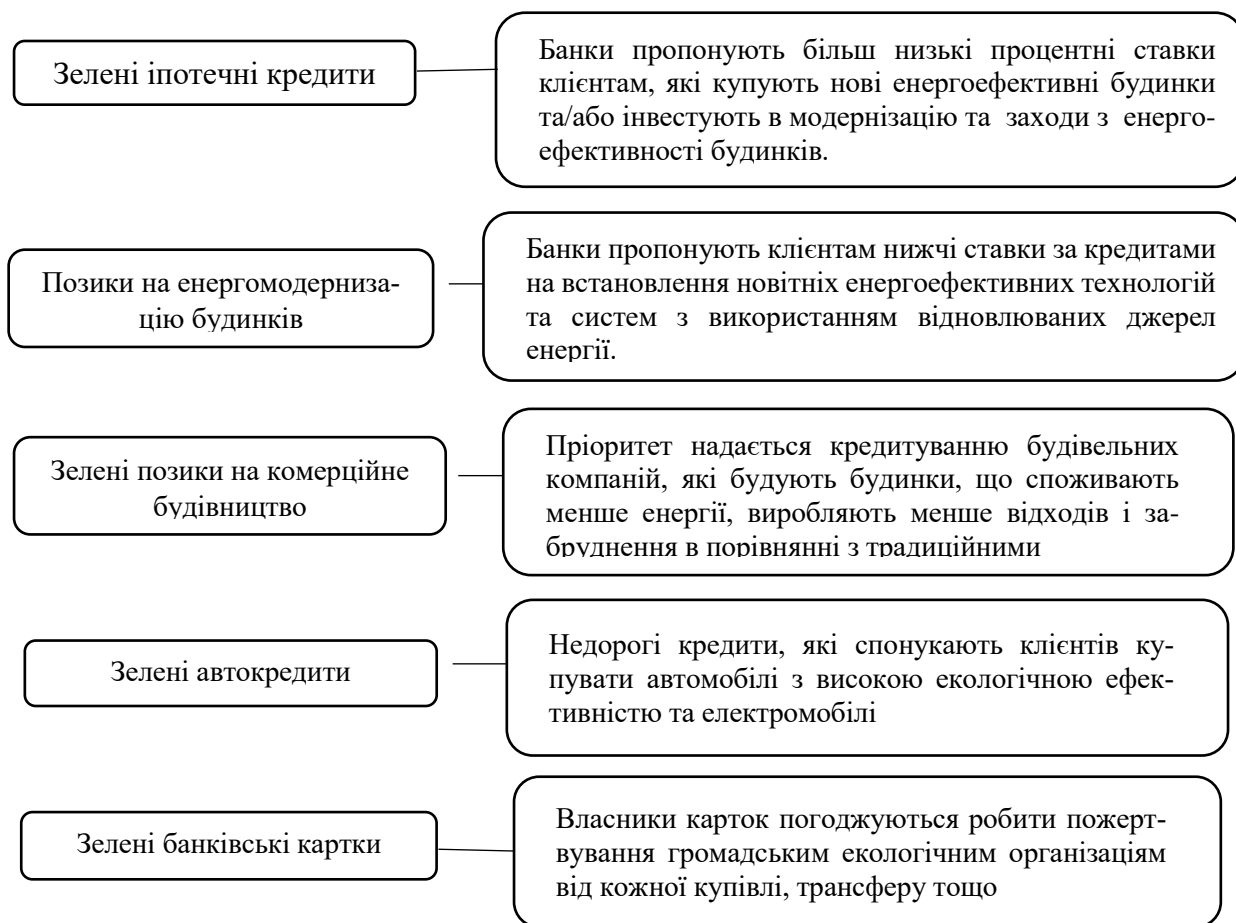 Зелені іпотечні кредити
Банки пропонують більш низькі процентні ставки
клієнтам, які купують нові енергоефективні будинки
та/або інвестують в модернізацію та заходи з енерго-
ефективності будинків.
Позики на енергомодерниза-
цію будинків
Банки пропонують клієнтам нижчі ставки за кредитами
на встановлення новітніх енергоефективних технологій
та систем з використанням відновлюваних джерел
енергії.
Зелені позики на комерційне
будівництво
Пріоритет надається кредитуванню будівельних
компаній, які будують будинки, що споживають
менше енергії, виробляють менше відходів і за-
бруднення в порівнянні з традиційними
Зелені автокредити
Недорогі кредити, які спонукають клієнтів ку-
пувати автомобілі з високою екологічною ефек-
тивністю та електромобілі
Зелені банківські картки
Власники карток погоджуються робити пожерт-
вування громадським екологічним організаціям
від кожної купівлі, трансферу тощо